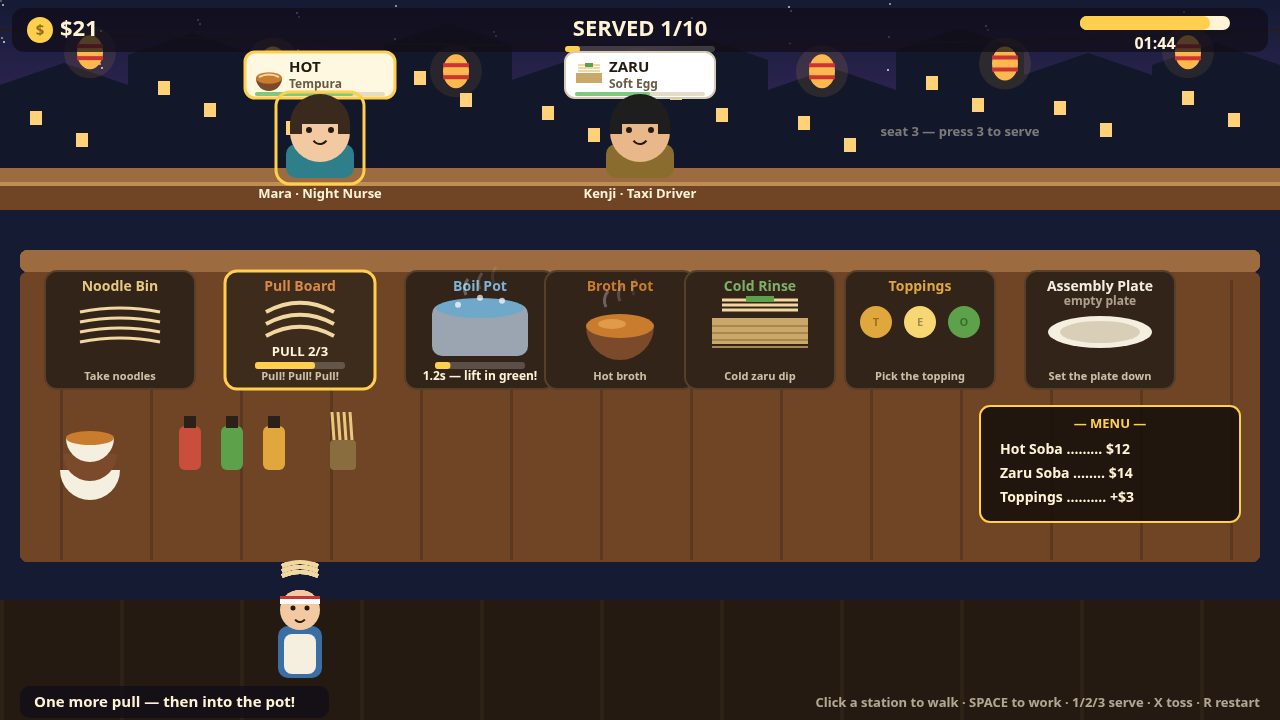 $ $21
SERVED 1/10
01:44
HOT
Tempura
ZARU
Soft Egg
seat 3 — press 3 to serve
Mara · Night Nurse
Kenji · Taxi Driver
Noodle Bin
Take noodles
Pull Board
PULL 2/3
Pull! Pull! Pull!
Boil Pot
1.2s — lift in green!
Broth Pot
Hot broth
Cold Rinse
Cold zaru dip
Toppings
T E O
Pick the topping
Assembly Plate
empty plate
Set the plate down
— MENU —
Hot Soba ......... $12
Zaru Soba ........ $14
Toppings .......... +$3
One more pull — then into the pot!
Click a station to walk · SPACE to work · 1/2/3 serve · X toss · R restart